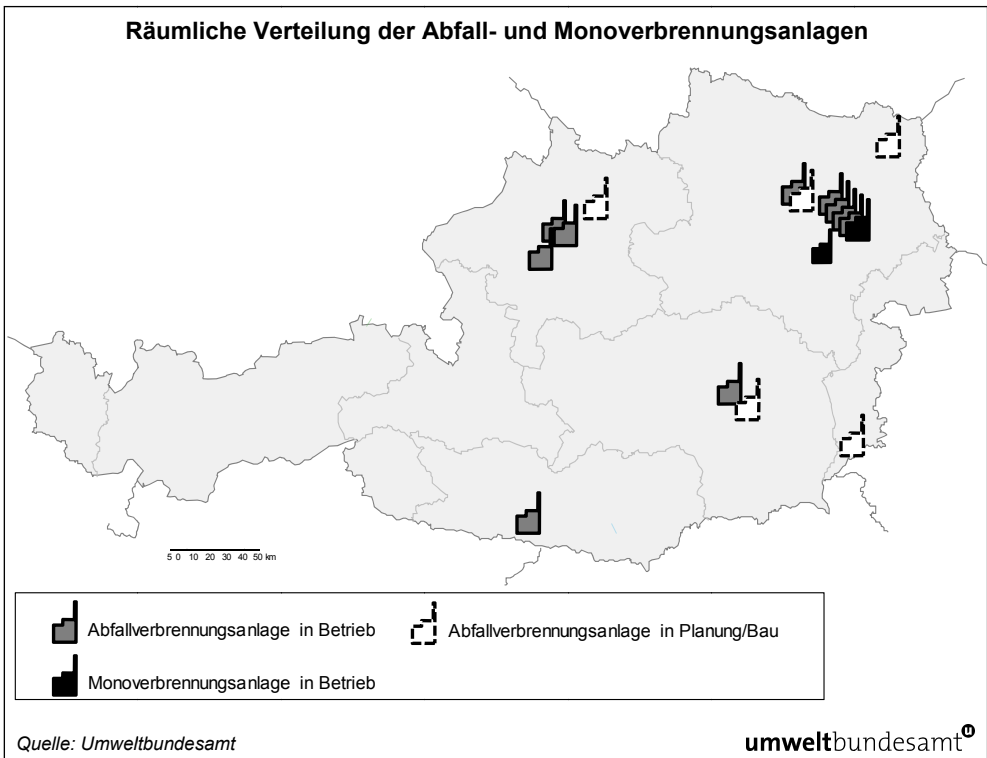 Räumliche Verteilung der Abfall- und Monoverbrennungsanlagen
5 0 10 20 30 40 50 km
Abfallverbrennungsanlage in Betrieb
Abfallverbrennungsanlage in Planung/Bau
Monoverbrennungsanlage in Betrieb
Quelle: Umweltbundesamt
umweltbundesamt